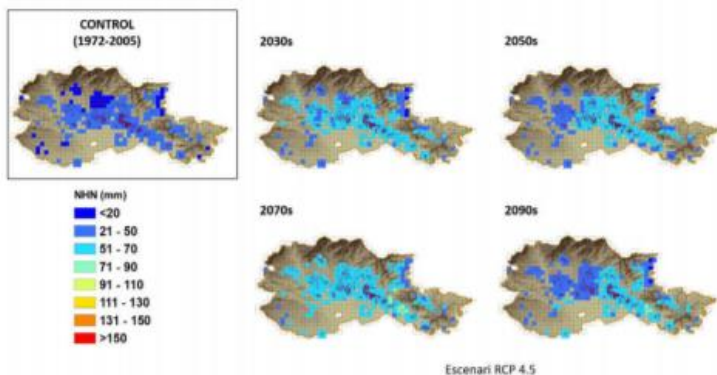 CONTROL
(1972-2005)
2030s
2050s
NHN (mm)
<20
21 - 50
51 - 70
71 - 90
91 - 110
111 - 130
131 - 150
>150
2070s
2090s
Escenari RCP 4.5